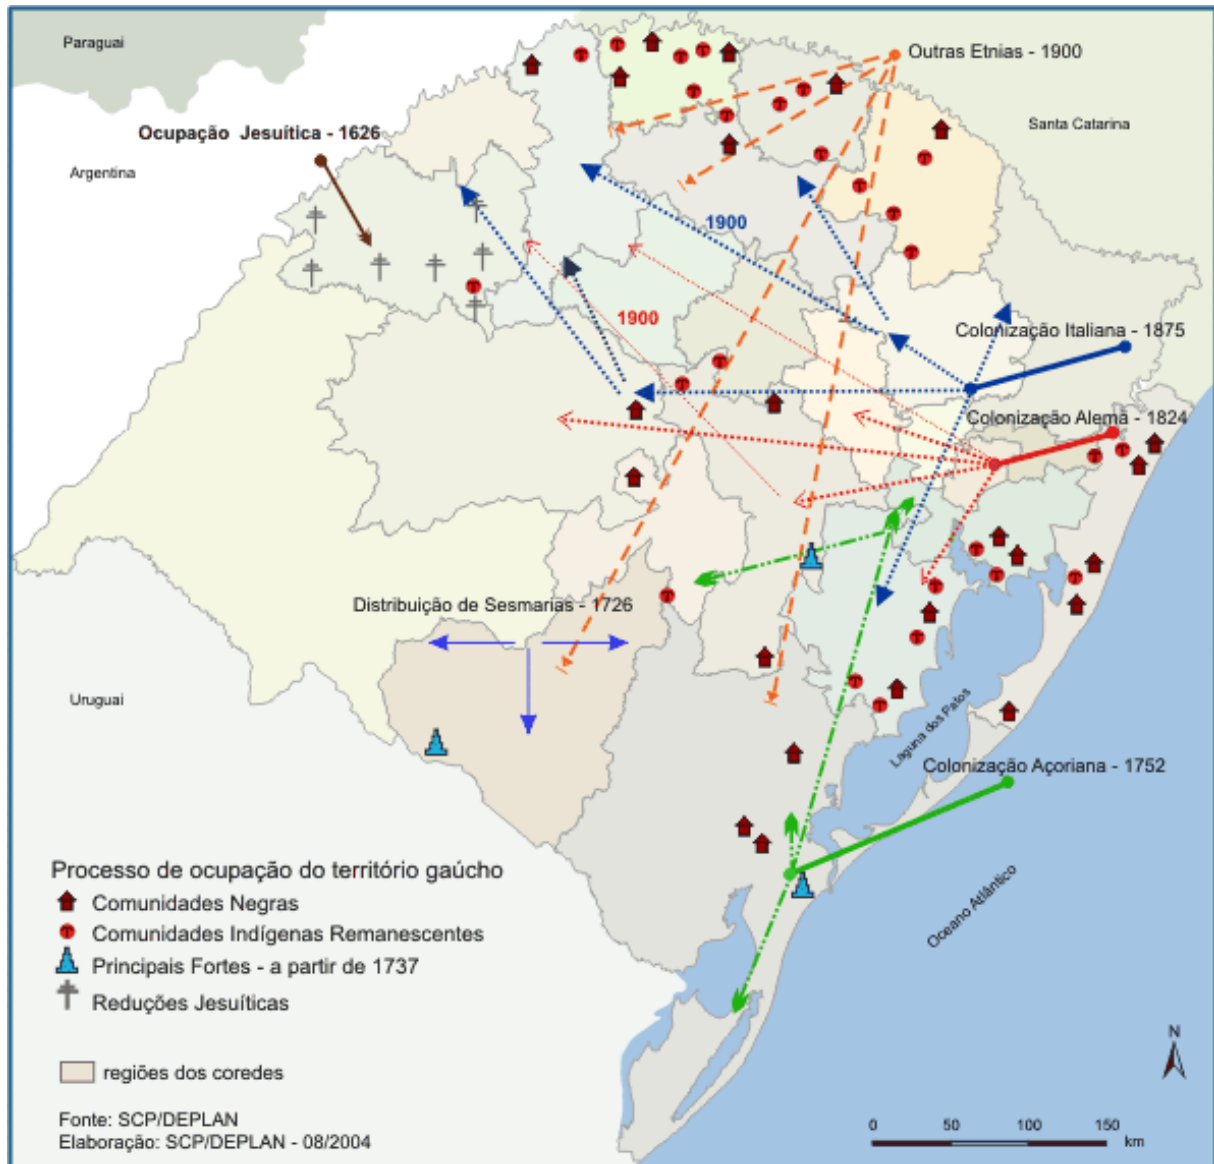 Paraguai
Outras Etnias - 1900
Ocupação Jesuítica - 1626
Santa Catarina
Argentina
1900
1900
Colonização Italiana - 1875
Colonização Alemã - 1824
Distribuição de Sesmarias - 1726
Uruguai
Laguna dos Patos
Colonização Açoriana - 1752
Oceano Atlântico
Processo de ocupação do território gaúcho
Comunidades Negras
Comunidades Indígenas Remanescentes
Principais Fortes - a partir de 1737
Reduções Jesuíticas
regiões dos coredes
Fonte: SCP/DEPLAN
Elaboração: SCP/DEPLAN - 08/2004
N
0 50 100 150
km